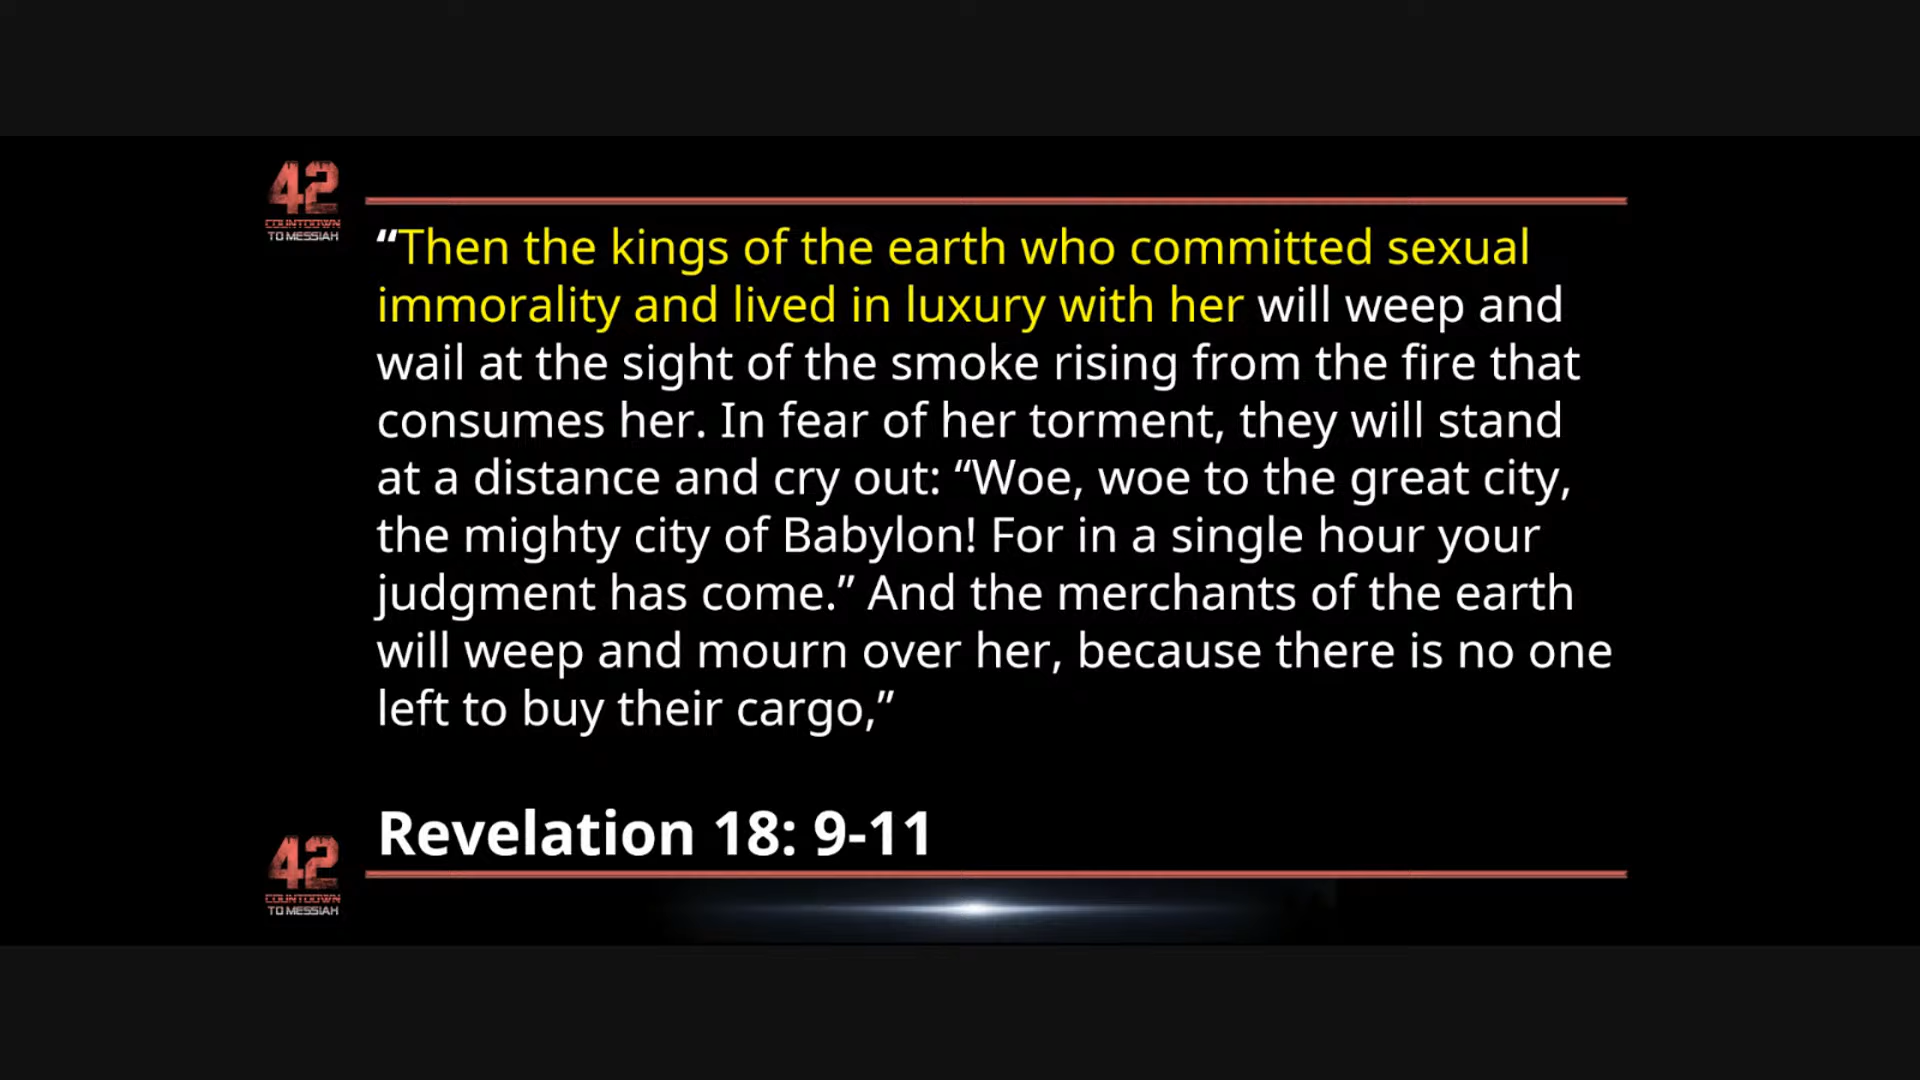 42
COUNTDOWN
TO MESSIAH
“Then the kings of the earth who committed sexual
immorality and lived in luxury with her will weep and
wail at the sight of the smoke rising from the fire that
consumes her. In fear of her torment, they will stand
at a distance and cry out: “Woe, woe to the great city,
the mighty city of Babylon! For in a single hour your
judgment has come.” And the merchants of the earth
will weep and mourn over her, because there is no one
left to buy their cargo,”
Revelation 18: 9-11
42
COUNTDOWN
TO MESSIAH